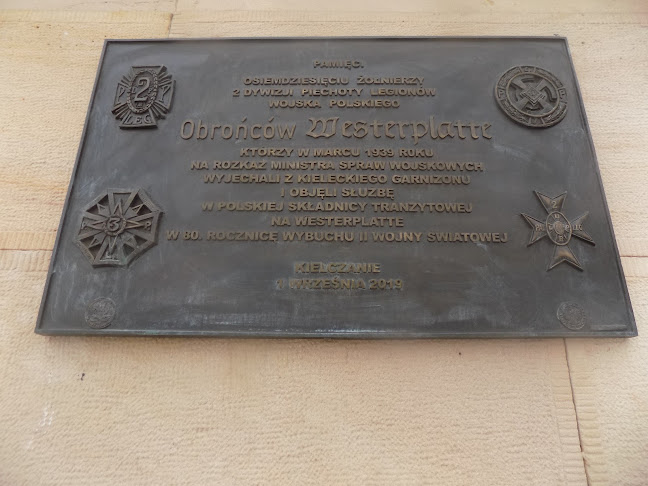 PAMIĘCI
OSIEMDZIESIĘCIU ŻOŁNIERZY
2 DYWIZJI PIECHOTY LEGIONÓW
WOJSKA POLSKIEGO
Obrońców Westerplatte
KTÓRZY W MARCU 1939 ROKU
NA ROZKAZ MINISTRA SPRAW WOJSKOWYCH
WYJECHALI Z KIELECKIEGO GARNIZONU
I OBJĘLI SŁUŻBĘ
W POLSKIEJ SKŁADNICY TRANZYTOWEJ
NA WESTERPLATTE
W 80. ROCZNICĘ WYBUCHU II WOJNY ŚWIATOWEJ
KIELCZANIE
1 WRZEŚNIA 2019
2
LEG